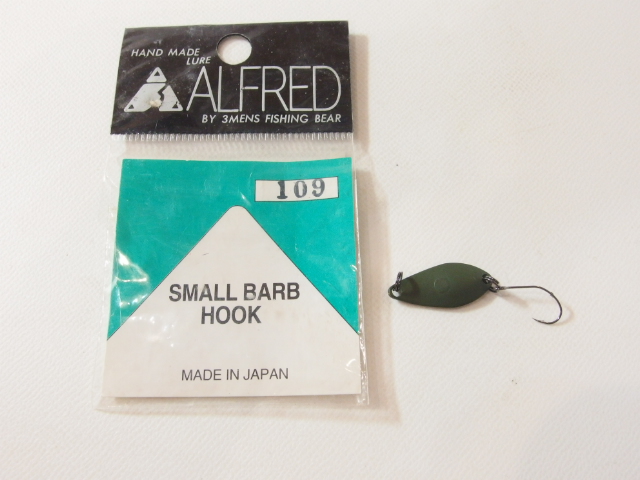 HAND MADE
LURE
ALFRED
BY 3MENS FISHING BEAR
109
SMALL BARB
HOOK
MADE IN JAPAN